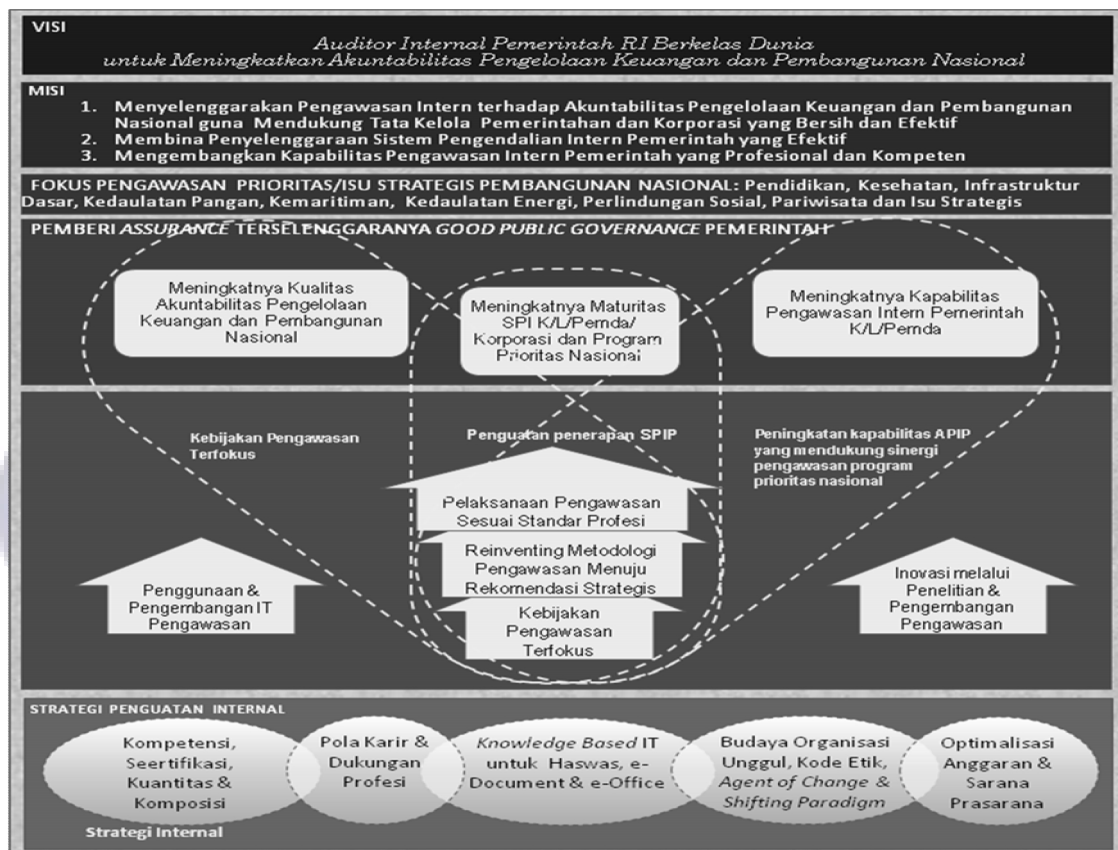 VISI
Auditor Internal Pemerintah RI Berkelas Dunia
untuk Meningkatkan Akuntabilitas Pengelolaan Keuangan dan Pembangunan Nasional
MISI
1. Menyelenggarakan Pengawasan Intern terhadap Akuntabilitas Pengelolaan Keuangan dan Pembangunan
Nasional guna Mendukung Tata Kelola Pemerintahan dan Korporasi yang Bersih dan Efektif
2. Membina Penyelenggaraan Sistem Pengendalian Intern Pemerintah yang Efektif
3. Mengembangkan Kapabilitas Pengawasan Intern Pemerintah yang Profesional dan Kompeten
FOKUS PENGAWASAN PRIORITAS/ISU STRATEGIS PEMBANGUNAN NASIONAL: Pendidikan, Kesehatan, Infrastruktur
Dasar, Kedaulatan Pangan, Kemaritiman, Kedaulatan Energi, Perlindungan Sosial, Pariwisata dan Isu Strategis
PEMBERI ASSURANCE TERSELENGGARANYA GOOD PUBLIC GOVERNANCE PEMERINTAH
Meningkatnya Kualitas
Akuntabilitas Pengelolaan
Keuangan dan Pembangunan
Nasional
Meningkatnya Maturitas
SPI K/L/Pemda/
Korporasi dan Program
Prioritas Nasional
Meningkatnya Kapabilitas
Pengawasan Intern Pemerintah
K/L/Pemda
Kebijakan Pengawasan
Terfokus
Penguatan penerapan SPIP
Peningkatan kapabilitas APIP
yang mendukung sinergi
pengawasan program
prioritas nasional
Pelaksanaan Pengawasan
Sesuai Standar Profesi
Reinventing Metodologi
Pengawasan Menuju
Rekomendasi Strategis
Kebijakan
Pengawasan
Terfokus
Penggunaan &
Pengembangan IT
Pengawasan
Inovasi melalui
Penelitian &
Pengembangan
Pengawasan
STRATEGI PENGUATAN INTERNAL
Kompetensi,
Seertifikasi,
Kuantitas &
Komposisi
Pola Karir &
Dukungan
Profesi
Knowledge Based IT
untuk Haswas, e-
Document & e-Office
Budaya Organisasi
Unggul, Kode Etik,
Agent of Change &
Shifting Paradigm
Optimalisasi
Anggaran &
Sarana
Prasarana
Strategi Internal